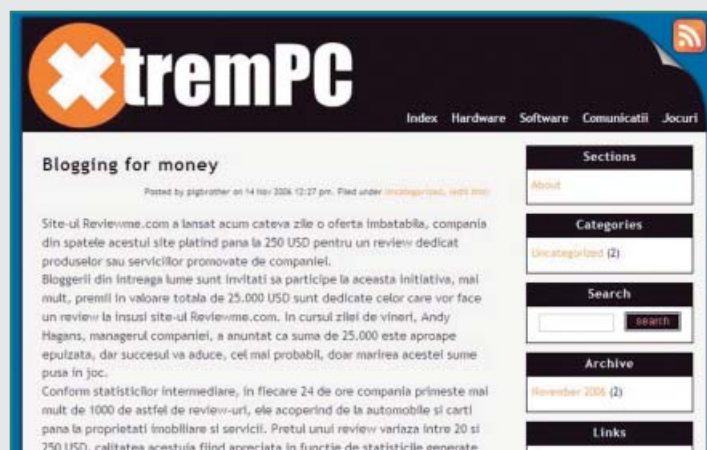 XtremPC
Index Hardware Software Comunicatii Jocuri
Blogging for money
Posted by pigbrother on 14 Nov 2006 12:27 pm. Filed under Uncategorized, (edit this)
Site-ul Reviewme.com a lansat acum cateva zile o oferta imbatabila, compania
din spatele acestui site platind pana la 250 USD pentru un review dedicat
produselor sau serviciilor promovate de companiei.
Bloggerii din intreaga lume sunt invitati sa participe la aceasta initiativa, mai
mult, premii in valoare totala de 25.000 USD sunt dedicate celor care vor face
un review la insusi site-ul Reviewme.com. In cursul zilei de vineri, Andy
Hagans, managerul companiei, a anuntat ca suma de 25.000 este aproape
epuizata, dar succesul va aduce, cel mai probabil, doar marirea acestei sume
pusa in joc.
Conform statisticilor intermediare, in fiecare 24 de ore compania primeste mai
mult de 1000 de astfel de review-uri, ele acoperind de la automobile si carti
pana la proprietati imobiliare si servicii. Pretul unui review variaza intre 20 si
250 USD, calitatea acestuia fiind apreciata in functie de statisticile generate
Sections
About
Categories
Uncategorized (2)
Search
search
Archive
November 2006 (2)
Links